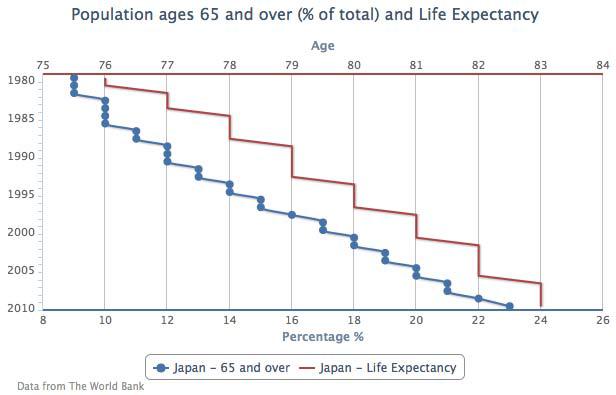 Population ages 65 and over (% of total) and Life Expectancy
Age
75 76 77 78 79 80 81 82 83 84
1980
1985
1990
1995
2000
2005
2010
8 10 12 14 16 18 20 22 24 26
Percentage %
Japan - 65 and over Japan - Life Expectancy
Data from The World Bank